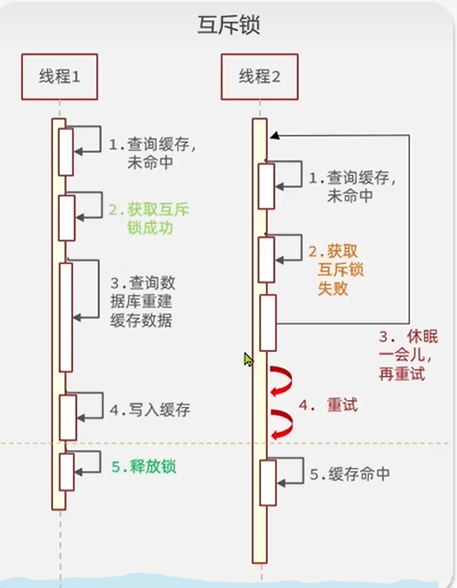 互斥锁
线程1
线程2
1.查询缓存，
未命中
2.获取互斥
锁成功
3.查询数
据库重建
缓存数据
4.写入缓存
5.释放锁
1.查询缓存，
未命中
2.获取
互斥锁
失败
3. 休眠
一会儿，
再重试
4. 重试
5.缓存命中